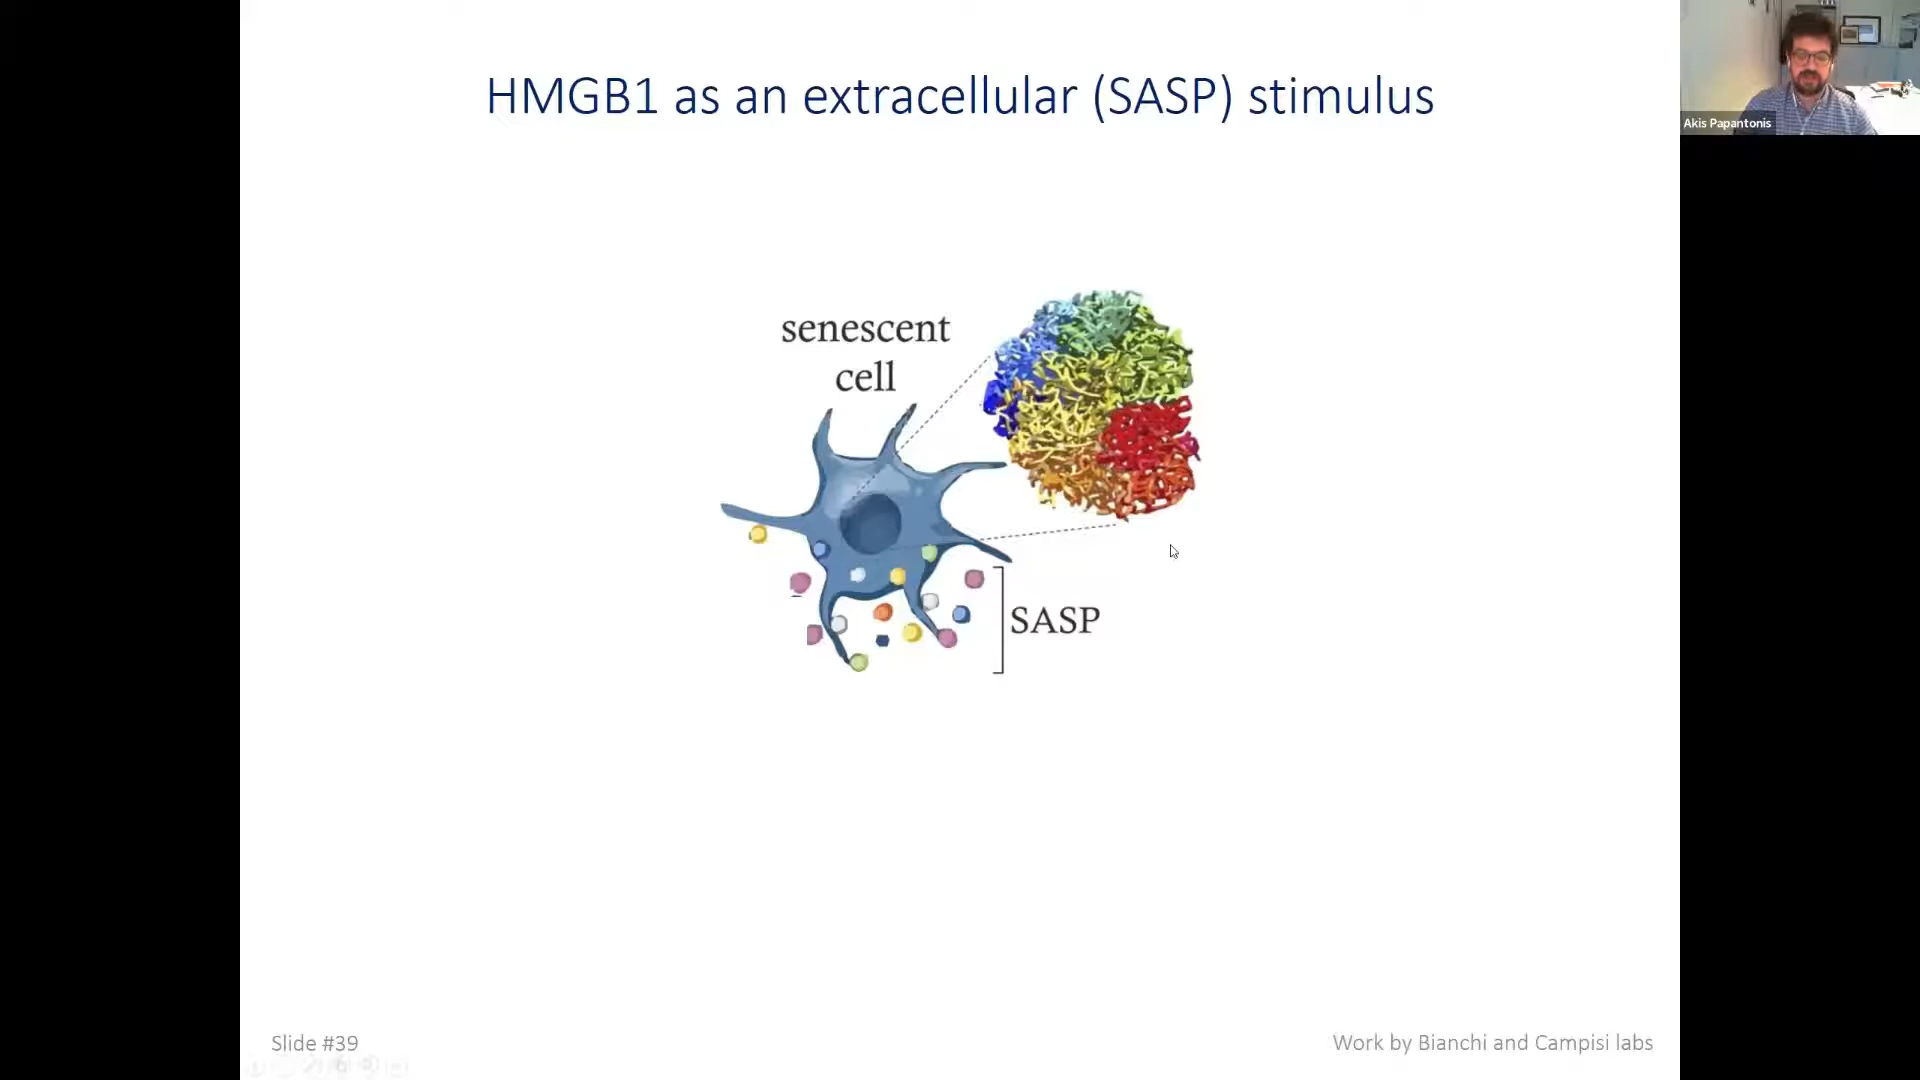 HMGB1 as an extracellular (SASP) stimulus
Akis Papantonis
senescent
cell
SASP
Slide #39
Work by Bianchi and Campisi labs